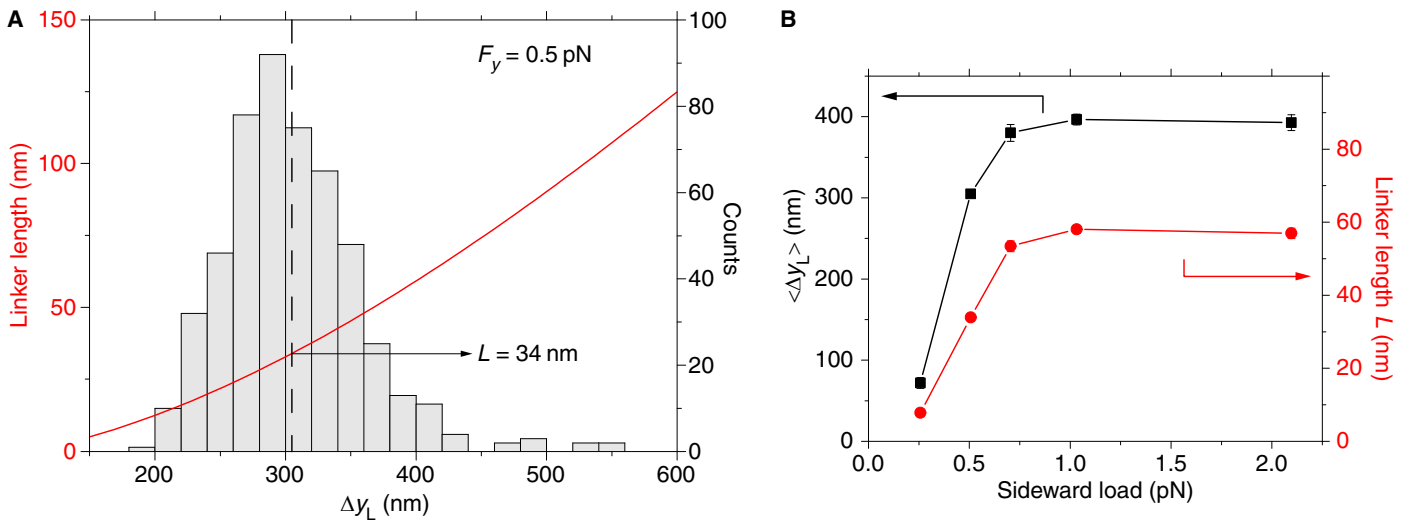 A
F_y = 0.5 pN
L = 34 nm
Linker length (nm)
150
100
50
0
Counts
100
80
60
40
20
0
200 300 400 500 600
Δy_L (nm)
B
<Δy_L> (nm)
400
300
200
100
0
Linker length L (nm)
80
60
40
20
0
0.0 0.5 1.0 1.5 2.0
Sideward load (pN)